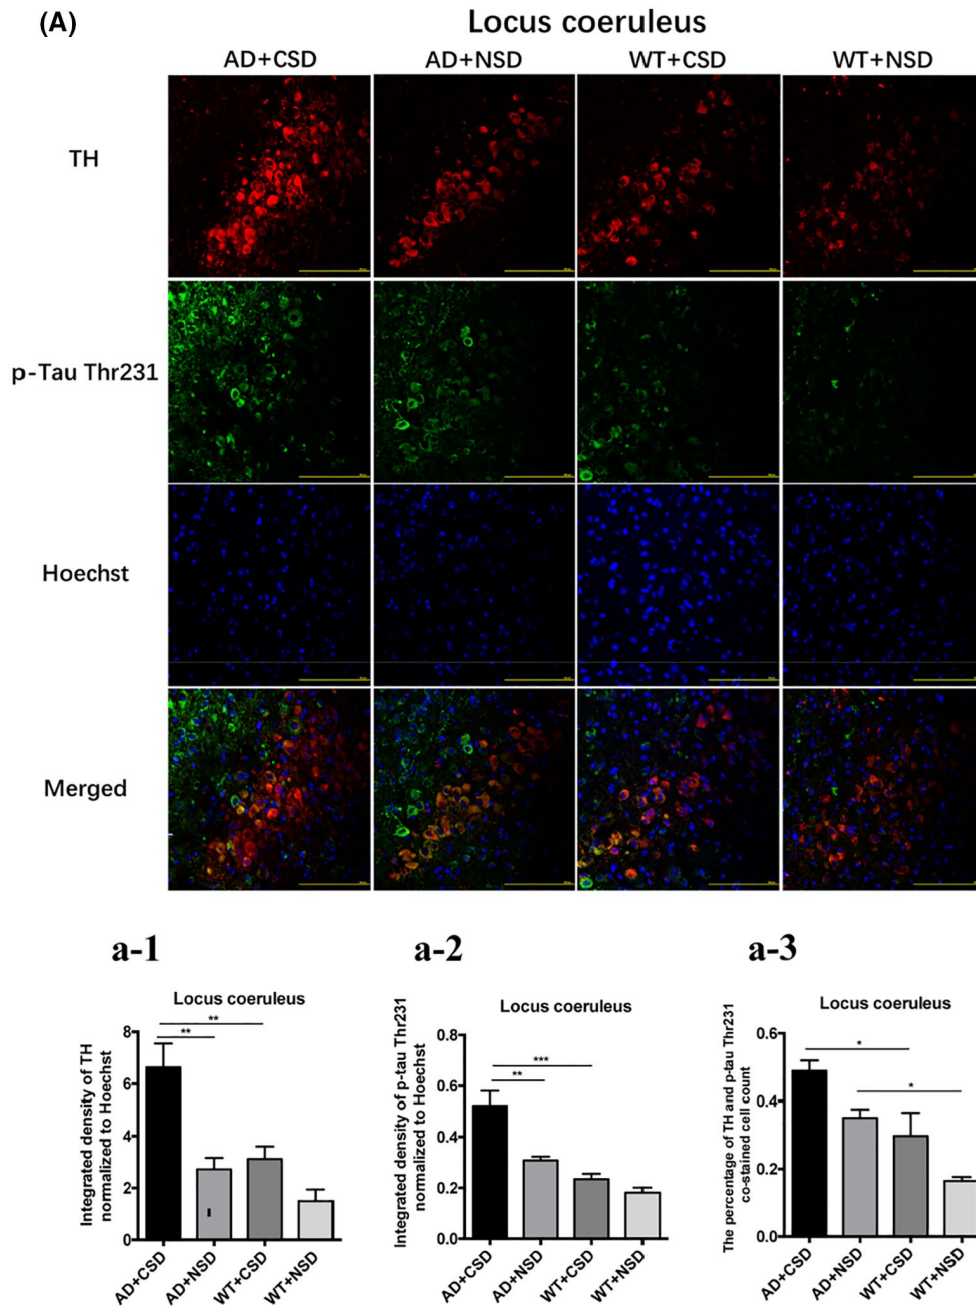 (A)
Locus coeruleus
AD+CSD AD+NSD WT+CSD WT+NSD
TH
p-Tau Thr231
Hoechst
Merged
a-1 a-2 a-3
Locus coeruleus
**
**
Integrated density of TH
normalized to Hoechst
8
6
4
2
0
AD+CSD
AD+NSD
WT+CSD
WT+NSD
Locus coeruleus
***
**
Integrated density of p-tau Thr231
normalized to Hoechst
0.8
0.6
0.4
0.2
0.0
AD+CSD
AD+NSD
WT+CSD
WT+NSD
Locus coeruleus
*
*
The percentage of TH and p-tau Thr231
co-stained cell count
0.6
0.4
0.2
0.0
AD+CSD
AD+NSD
WT+CSD
WT+NSD